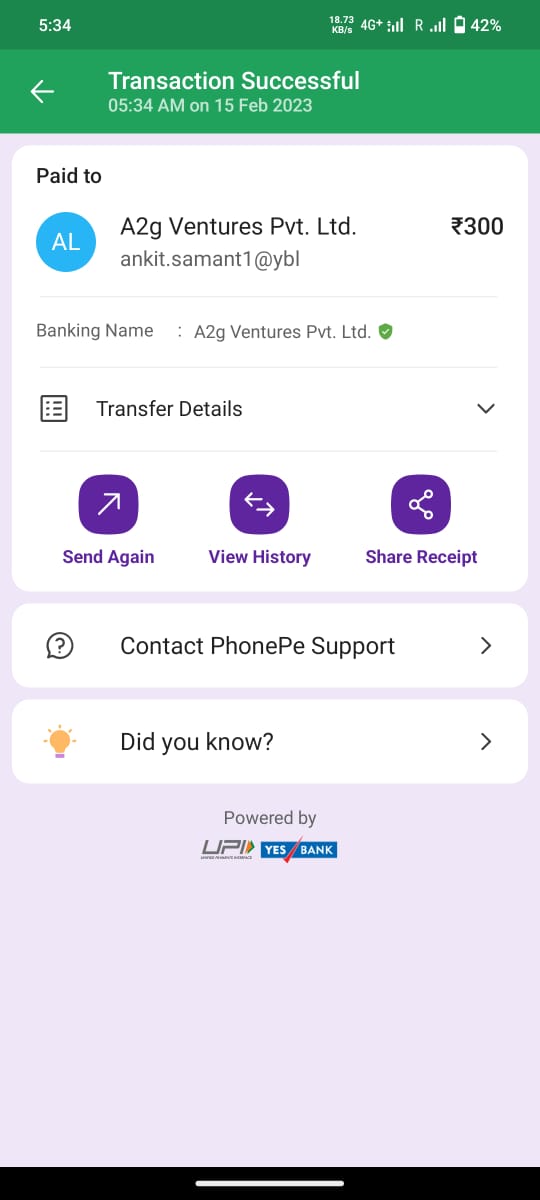 5:34 18.73 KB/s 4G+ R 42%
Transaction Successful
05:34 AM on 15 Feb 2023
Paid to
AL
A2g Ventures Pvt. Ltd. ₹300
ankit.samant1@ybl
Banking Name : A2g Ventures Pvt. Ltd.
Transfer Details
Send Again View History Share Receipt
Contact PhonePe Support
Did you know?
Powered by
UPI YES BANK
UNIFIED PAYMENTS INTERFACE